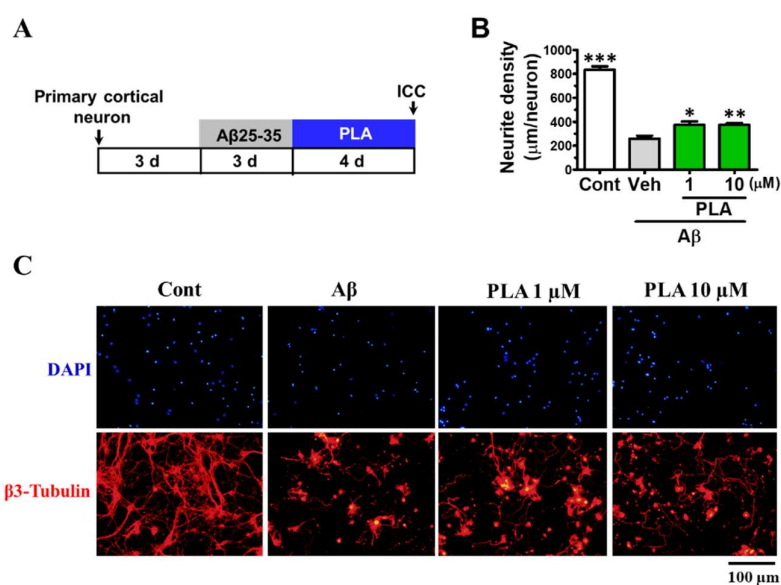 A
Primary cortical
neuron
Aβ25-35
PLA
ICC
3 d
3 d
4 d
B
Neurite density
(μm/neuron)
1000
800
600
400
200
0
***
*
**
Cont
Veh
1
10
(μM)
PLA
Aβ
C
Cont
Aβ
PLA 1 μM
PLA 10 μM
DAPI
β3-Tubulin
100 μm